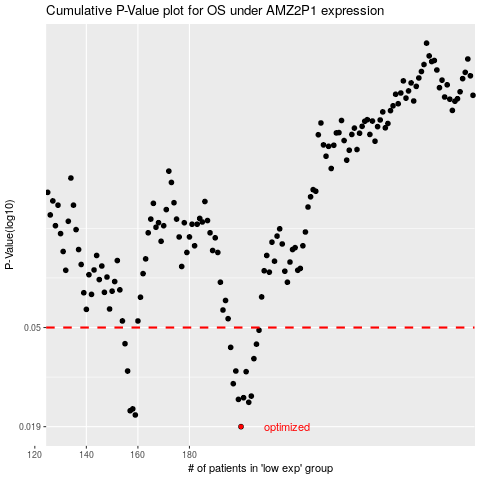 Cumulative P-Value plot for OS under AMZ2P1 expression
P-Value(log10)
0.05
0.019
optimized
120 140 160 180
# of patients in 'low exp' group